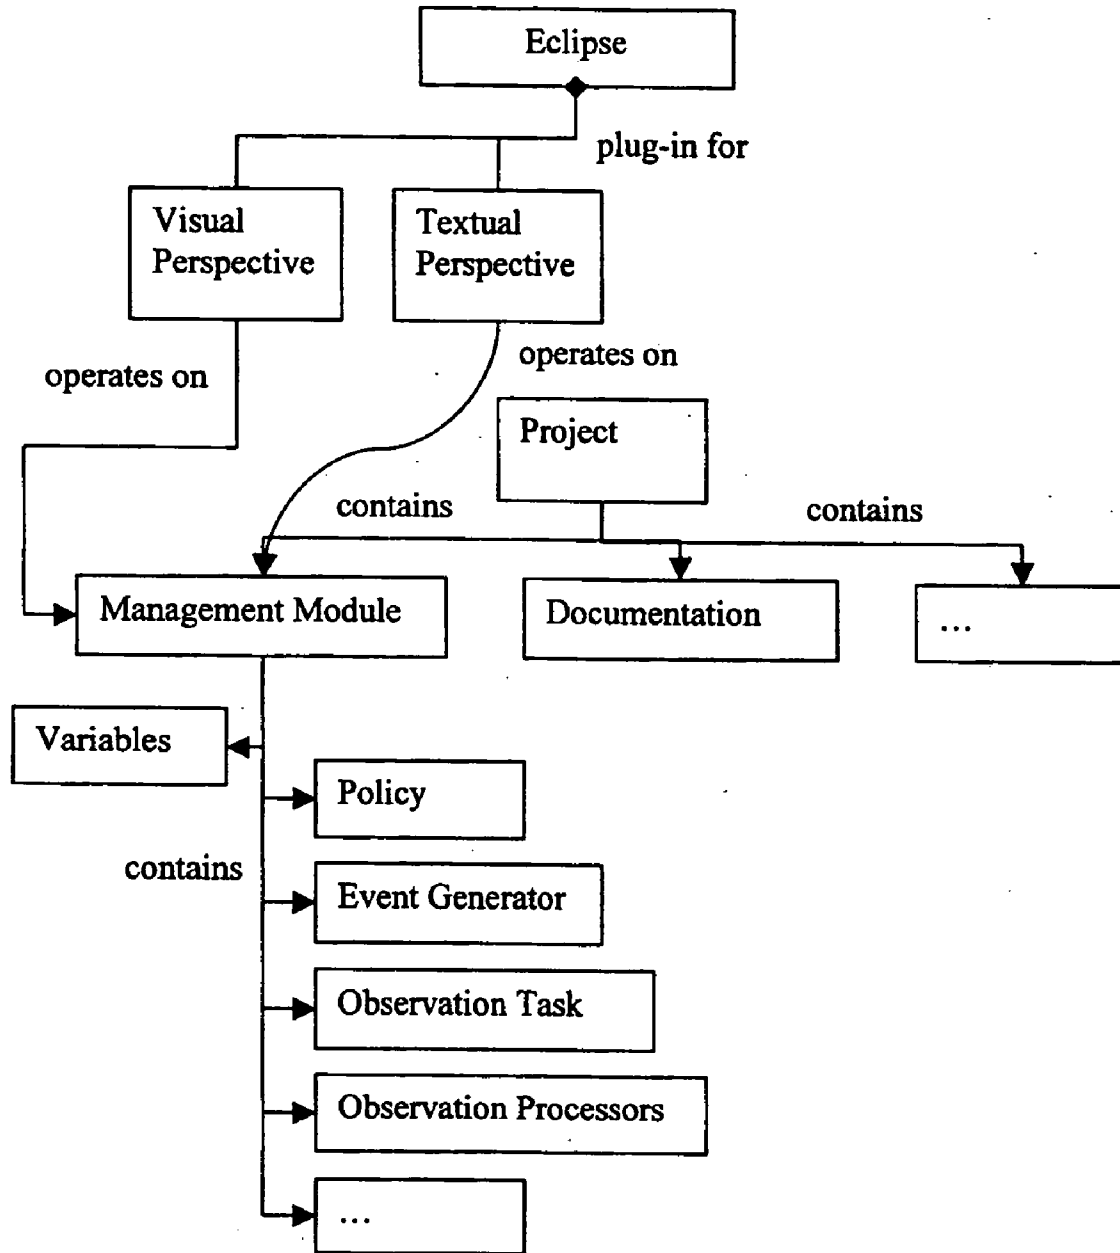 Eclipse
plug-in for
Visual
Perspective
Textual
Perspective
operates on
operates on
Project
contains
contains
Management Module
Documentation
...
Variables
Policy
contains
Event Generator
Observation Task
Observation Processors
...